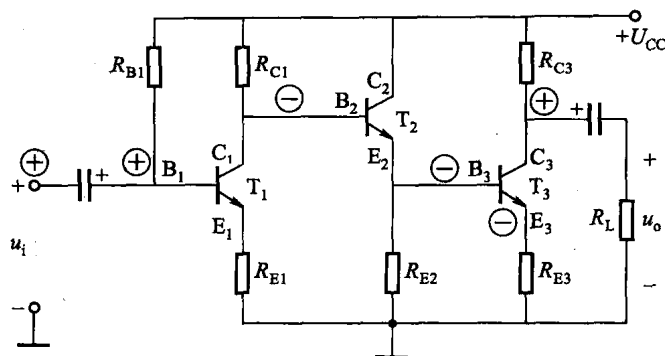 +U_CC
R_B1 R_C1 C_2 R_C3
⊖ B_2 T_2 ⊕ +
⊕ ⊕ B_1 C_1 E_2 ⊖ B_3 C_3 +
+ + T_1 T_3
E_1 ⊖ E_3 R_L u_o
u_i R_E1 R_E2 R_E3
− −